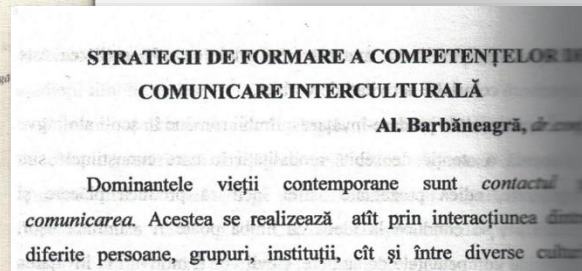 STRATEGII DE FORMARE A COMPETENȚELOR DE
COMUNICARE INTERCULTURALĂ
Al. Barbăneagră,
Dominantele vieții contemporane sunt contactul
comunicarea. Acestea se realizează atît prin interacțiunea
diferite persoane, grupuri, instituții, cît și între diverse